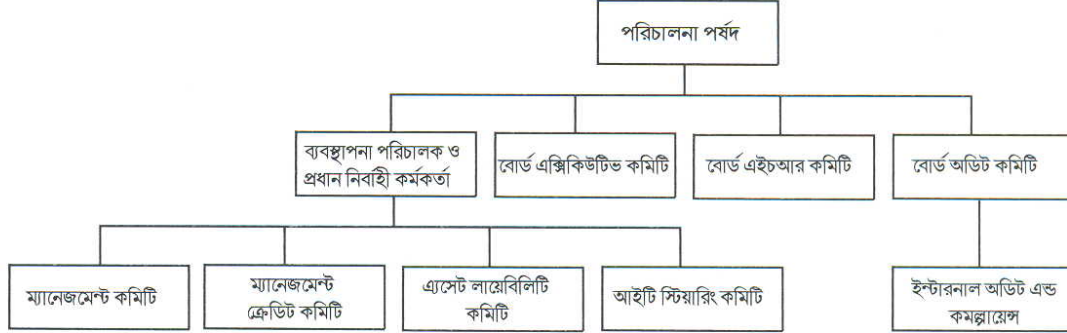 পরিচালনা পর্ষদ
ব্যবস্থাপনা পরিচালক ও
প্রধান নির্বাহী কর্মকর্তা
বোর্ড এক্সিকিউটিভ কমিটি
বোর্ড এইচআর কমিটি
বোর্ড অডিট কমিটি
ম্যানেজমেন্ট কমিটি
ম্যানেজমেন্ট
ক্রেডিট কমিটি
এ্যসেট লায়েবিলিটি
কমিটি
আইটি স্টিয়ারিং কমিটি
ইন্টারনাল অডিট এন্ড
কমপ্লায়েন্স